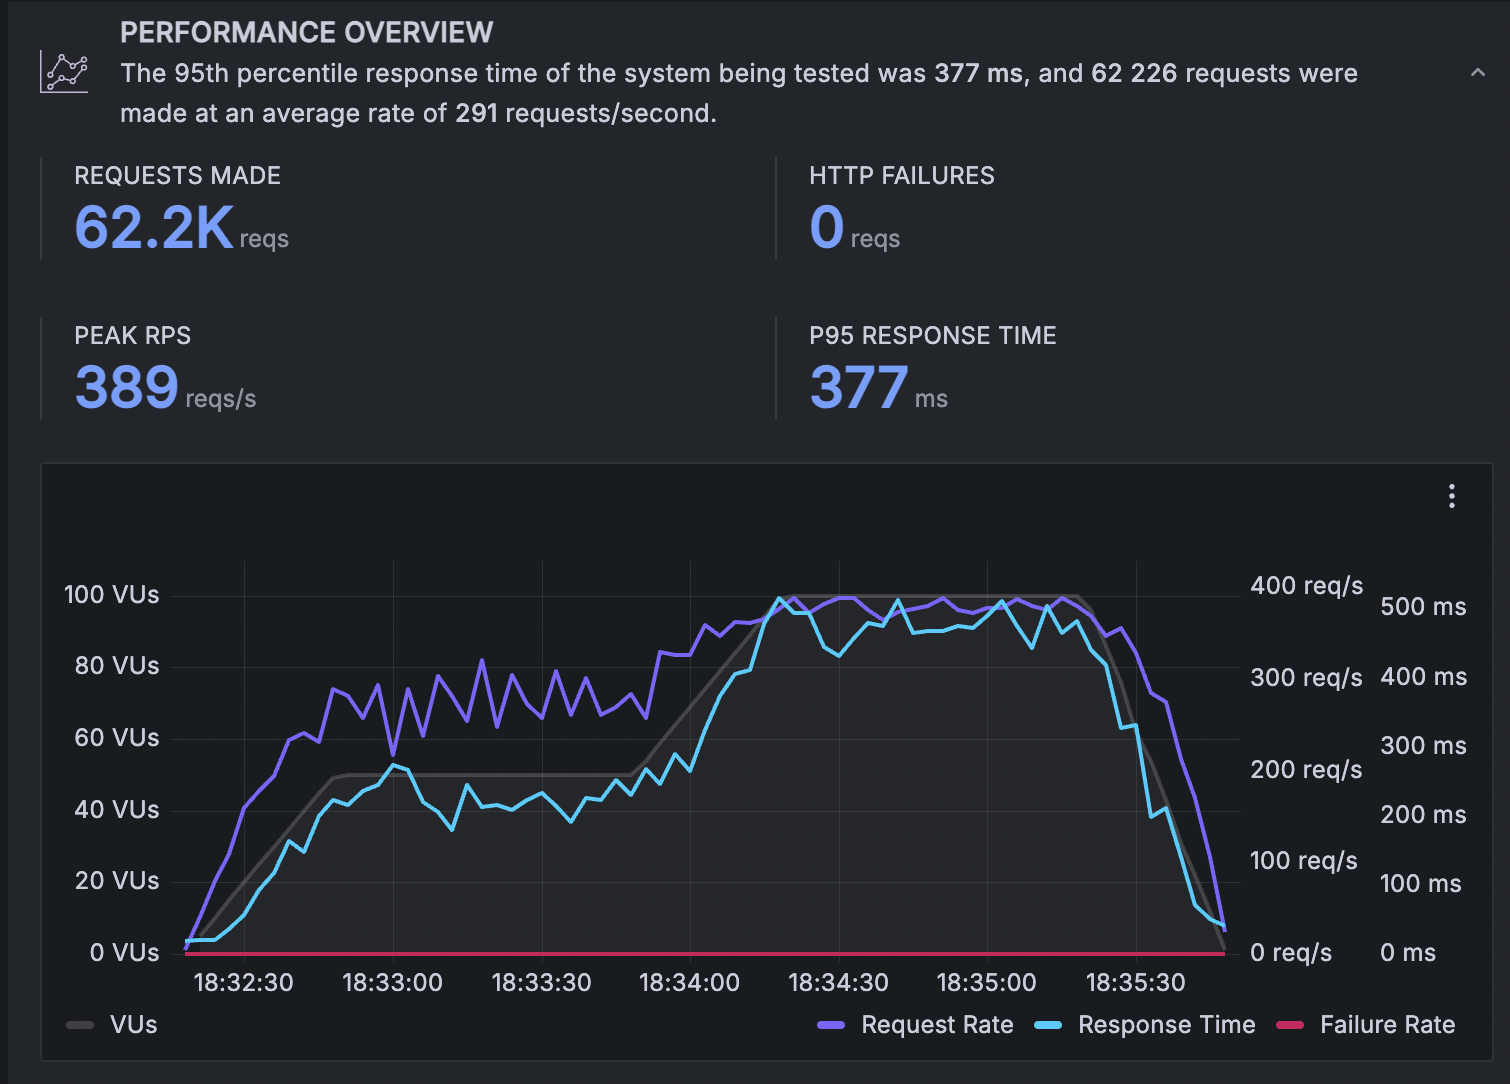 PERFORMANCE OVERVIEW
The 95th percentile response time of the system being tested was 377 ms, and 62 226 requests were
made at an average rate of 291 requests/second.
REQUESTS MADE
62.2K reqs
HTTP FAILURES
0 reqs
PEAK RPS
389 reqs/s
P95 RESPONSE TIME
377 ms
100 VUs
80 VUs
60 VUs
40 VUs
20 VUs
0 VUs
400 req/s
300 req/s
200 req/s
100 req/s
0 req/s
500 ms
400 ms
300 ms
200 ms
100 ms
0 ms
18:32:30 18:33:00 18:33:30 18:34:00 18:34:30 18:35:00 18:35:30
VUs Request Rate Response Time Failure Rate